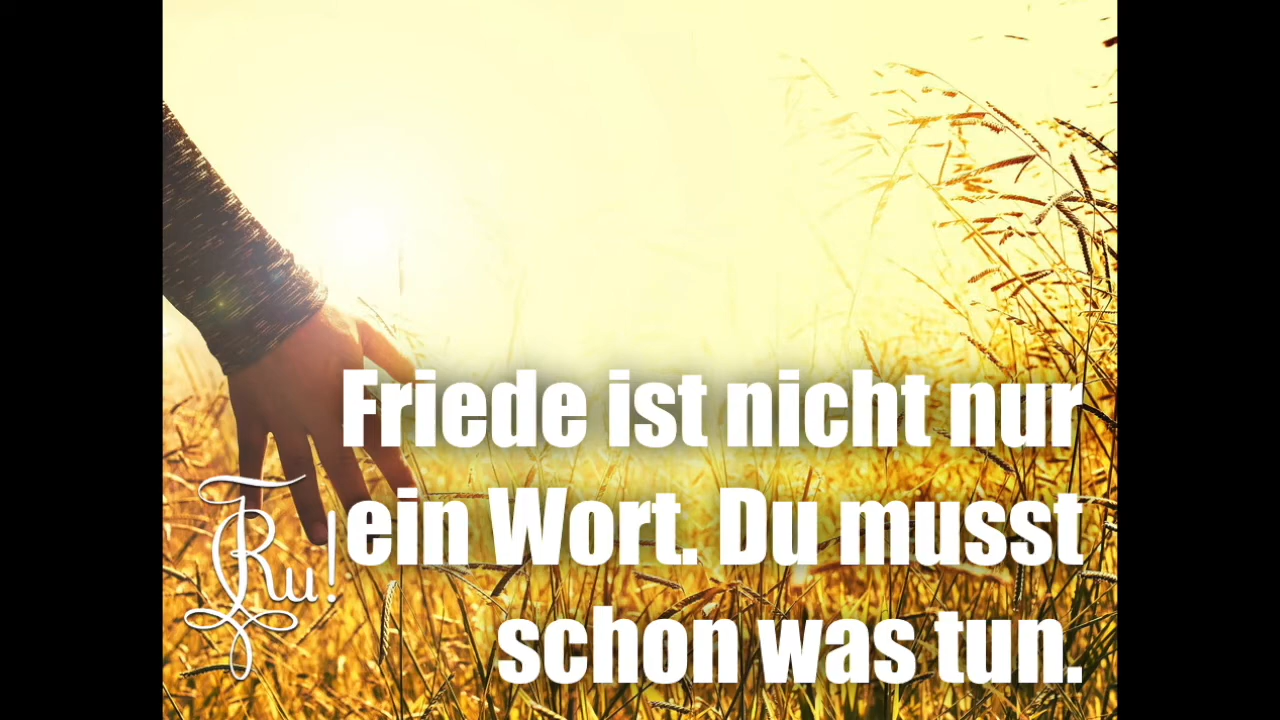 Friede ist nicht nur
ein Wort. Du musst
schon was tun.